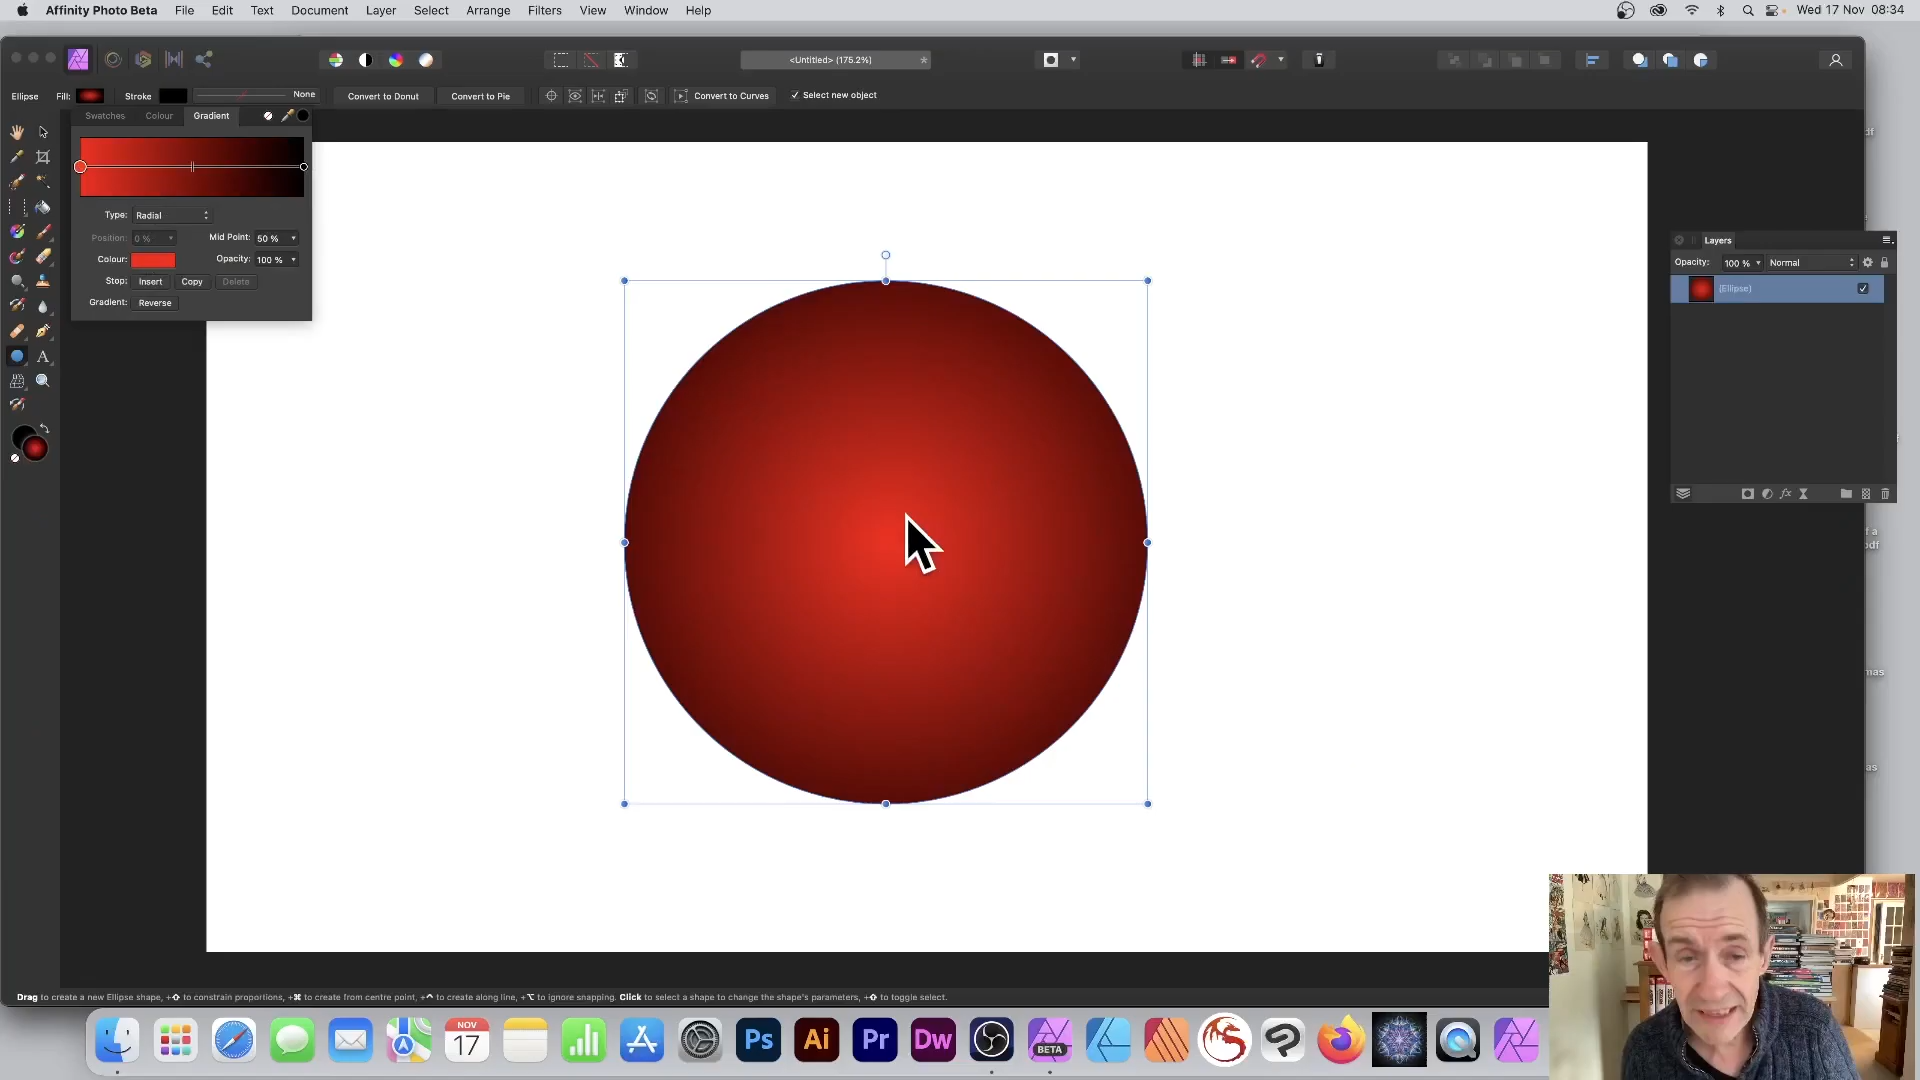 Affinity Photo Beta File Edit Text Document Layer Select Arrange Filters View Window Help Wed 17 Nov 08:34
<Untitled> (175.2%)
Ellipse Fill: Stroke None Convert to Donut Convert to Pie Convert to Curves Select new object
Swatches Colour Gradient
Type: Radial
Position: 0 % Mid Point: 50 %
Colour: Opacity: 100 %
Stop: Insert Copy Delete
Gradient: Reverse
Layers
Opacity: 100 % Normal
(Ellipse)
A
df
f a
odf
mas
as
Drag to create a new Ellipse shape, +⇧ to constrain proportions, +⌘ to create from centre point, +^ to create along line, +⌥ to ignore snapping. Click to select a shape to change the shape's parameters, +⇧ to toggle select.
NOV
17
Ps
Ai
Pr
Dw
BETA